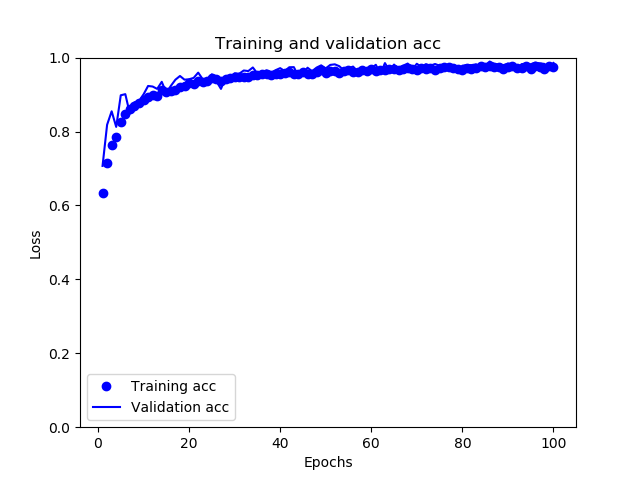 Training and validation acc
1.0
0.8
0.6
0.4
0.2
0.0
Loss
Training acc
Validation acc
0 20 40 60 80 100
Epochs